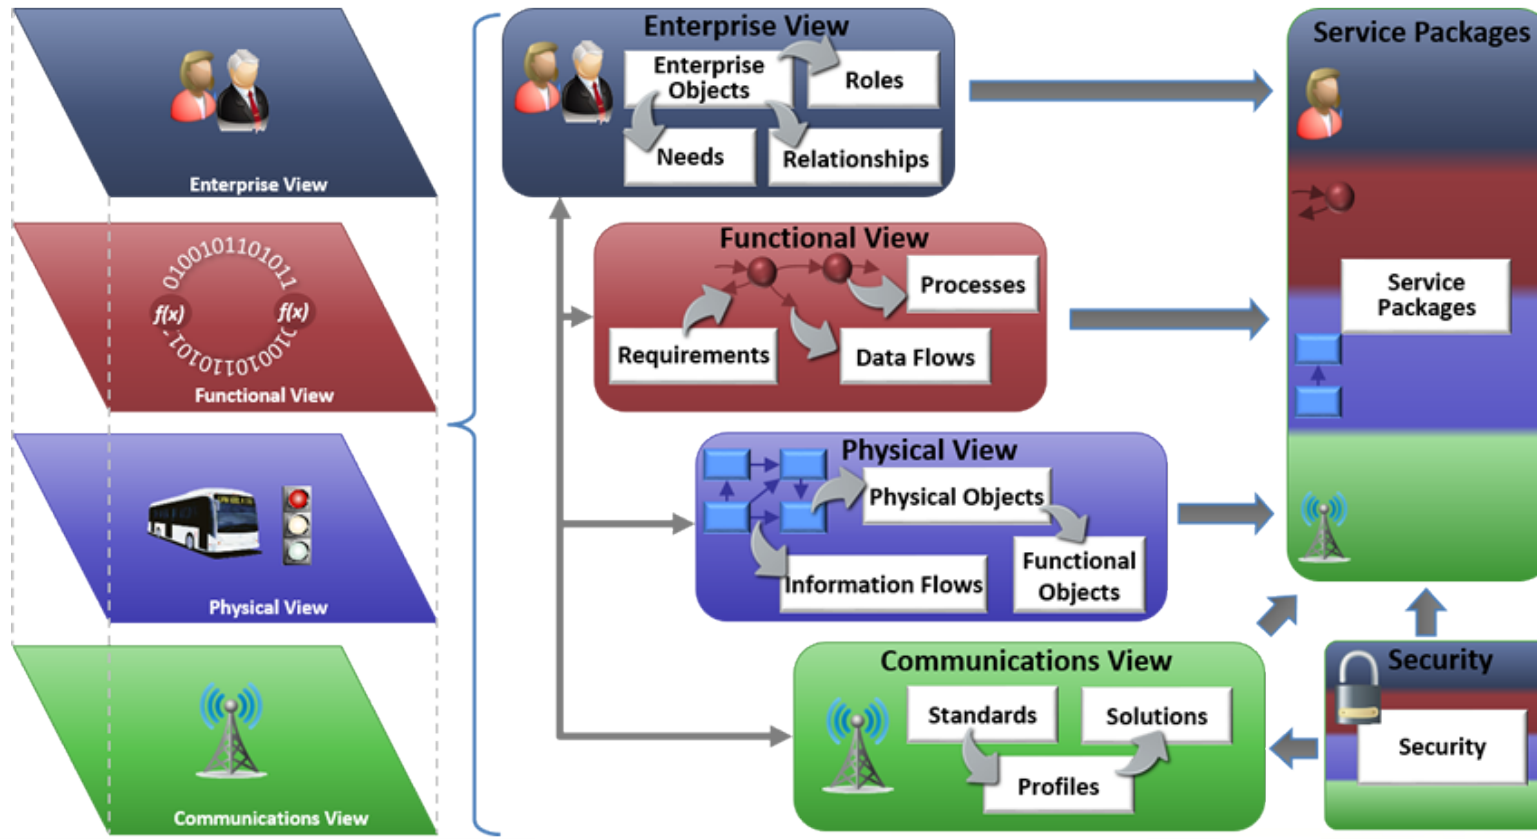 Enterprise View
0100101101011
f(x)
f(x)
Functional View
Physical View
Communications View
Enterprise View
Enterprise
Objects
Roles
Needs
Relationships
Functional View
Processes
Requirements
Data Flows
Physical View
Physical Objects
Information Flows
Functional
Objects
Communications View
Standards
Solutions
Profiles
Service Packages
Service
Packages
Security
Security